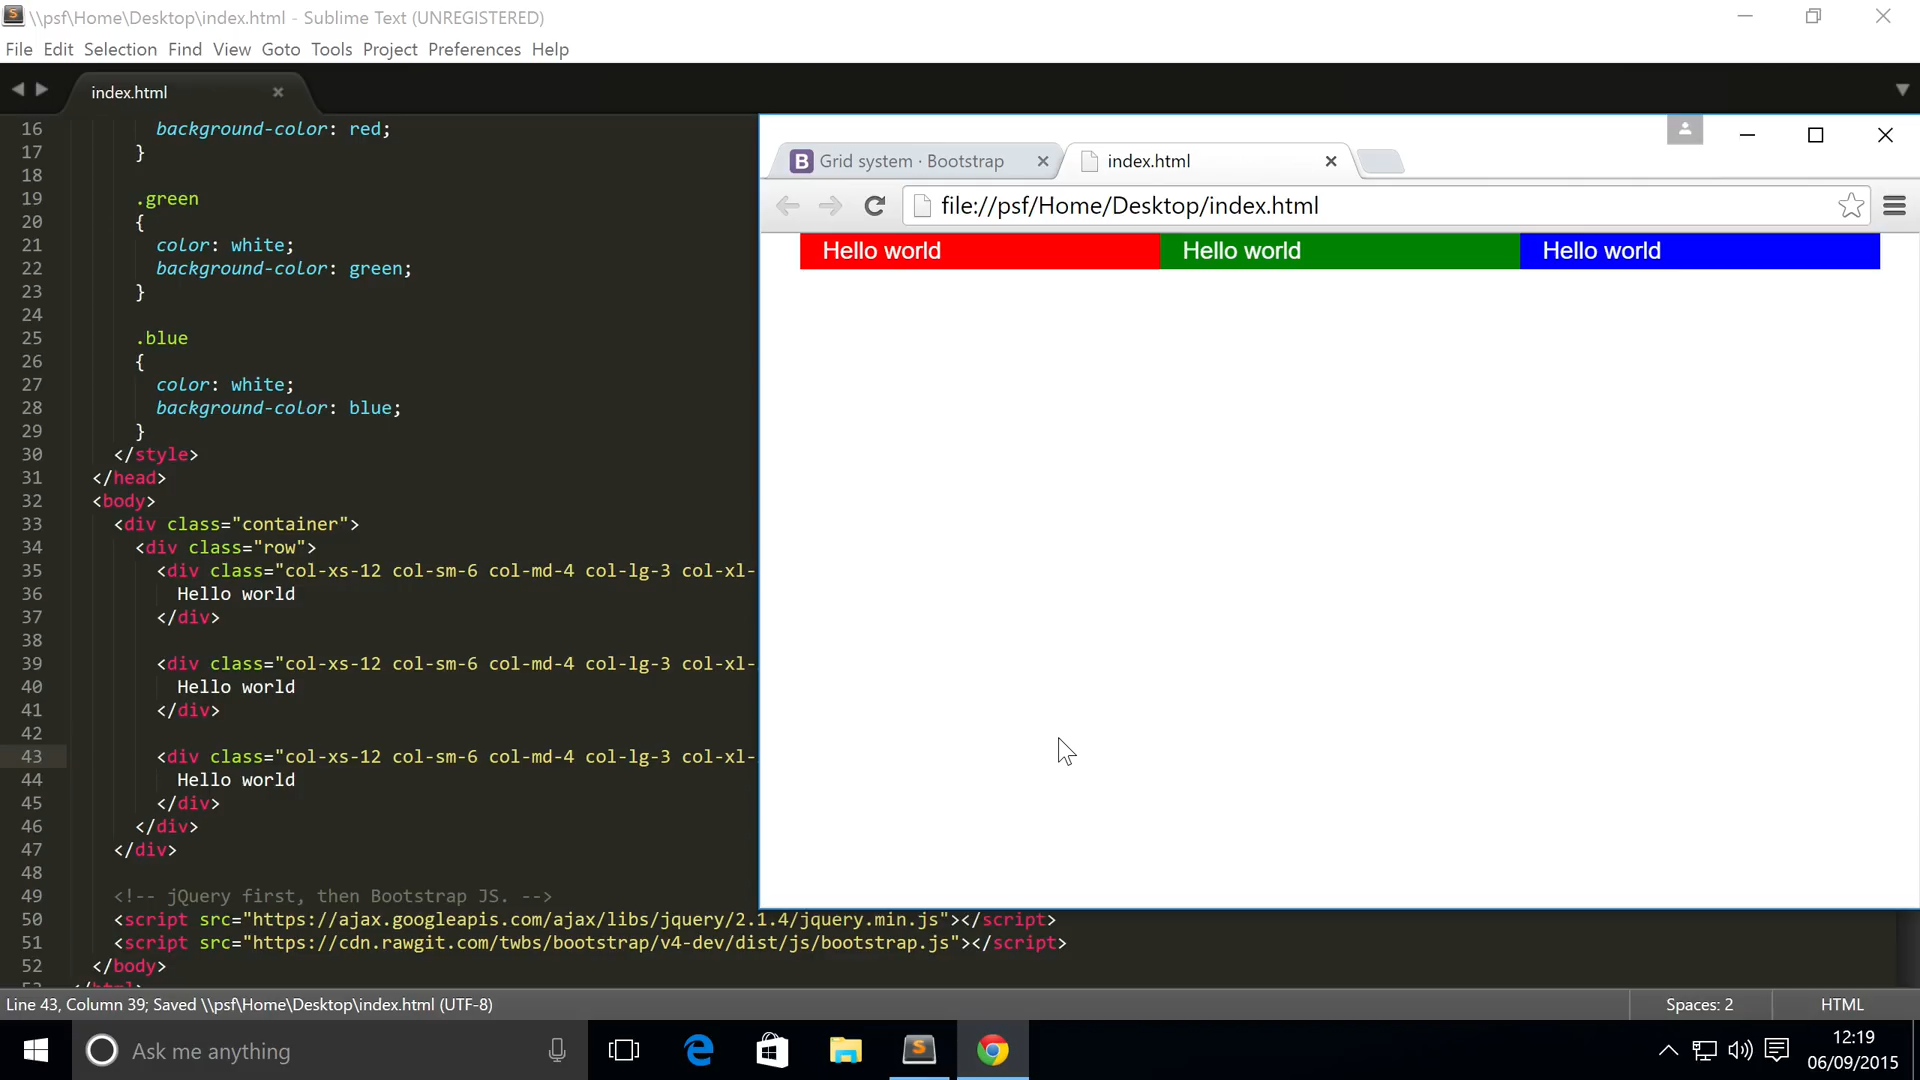 \\psf\Home\Desktop\index.html - Sublime Text (UNREGISTERED)
File Edit Selection Find View Goto Tools Project Preferences Help
index.html
16 background-color: red;
17 }
18
19 .green
20 {
21 color: white;
22 background-color: green;
23 }
24
25 .blue
26 {
27 color: white;
28 background-color: blue;
29 }
30 </style>
31 </head>
32 <body>
33 <div class="container">
34 <div class="row">
35 <div class="col-xs-12 col-sm-6 col-md-4 col-lg-3 col-xl-
36 Hello world
37 </div>
38
39 <div class="col-xs-12 col-sm-6 col-md-4 col-lg-3 col-xl-
40 Hello world
41 </div>
42
43 <div class="col-xs-12 col-sm-6 col-md-4 col-lg-3 col-xl-
44 Hello world
45 </div>
46 </div>
47 </div>
48
49 <!-- jQuery first, then Bootstrap JS. -->
50 <script src="https://ajax.googleapis.com/ajax/libs/jquery/2.1.4/jquery.min.js"></script>
51 <script src="https://cdn.rawgit.com/twbs/bootstrap/v4-dev/dist/js/bootstrap.js"></script>
52 </body>
B Grid system · Bootstrap
index.html
file://psf/Home/Desktop/index.html
Hello world Hello world Hello world
Line 43, Column 39; Saved \\psf\Home\Desktop\index.html (UTF-8)
Spaces: 2
HTML
Ask me anything
12:19
06/09/2015